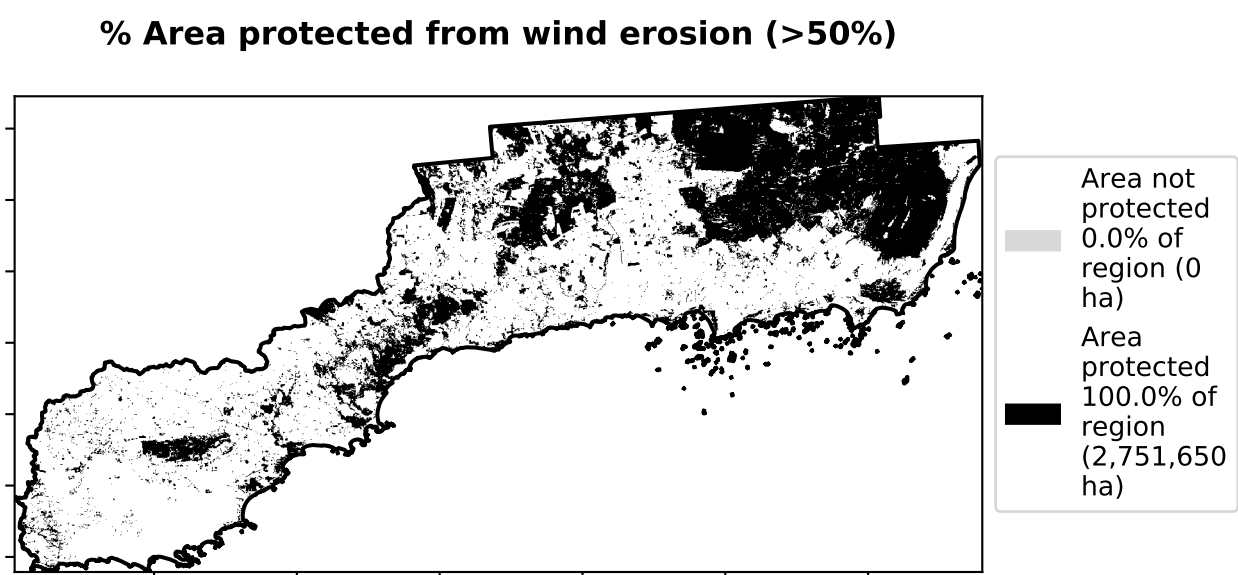 % Area protected from wind erosion (>50%)
Area not
protected
0.0% of
region (0
ha)
Area
protected
100.0% of
region
(2,751,650
ha)